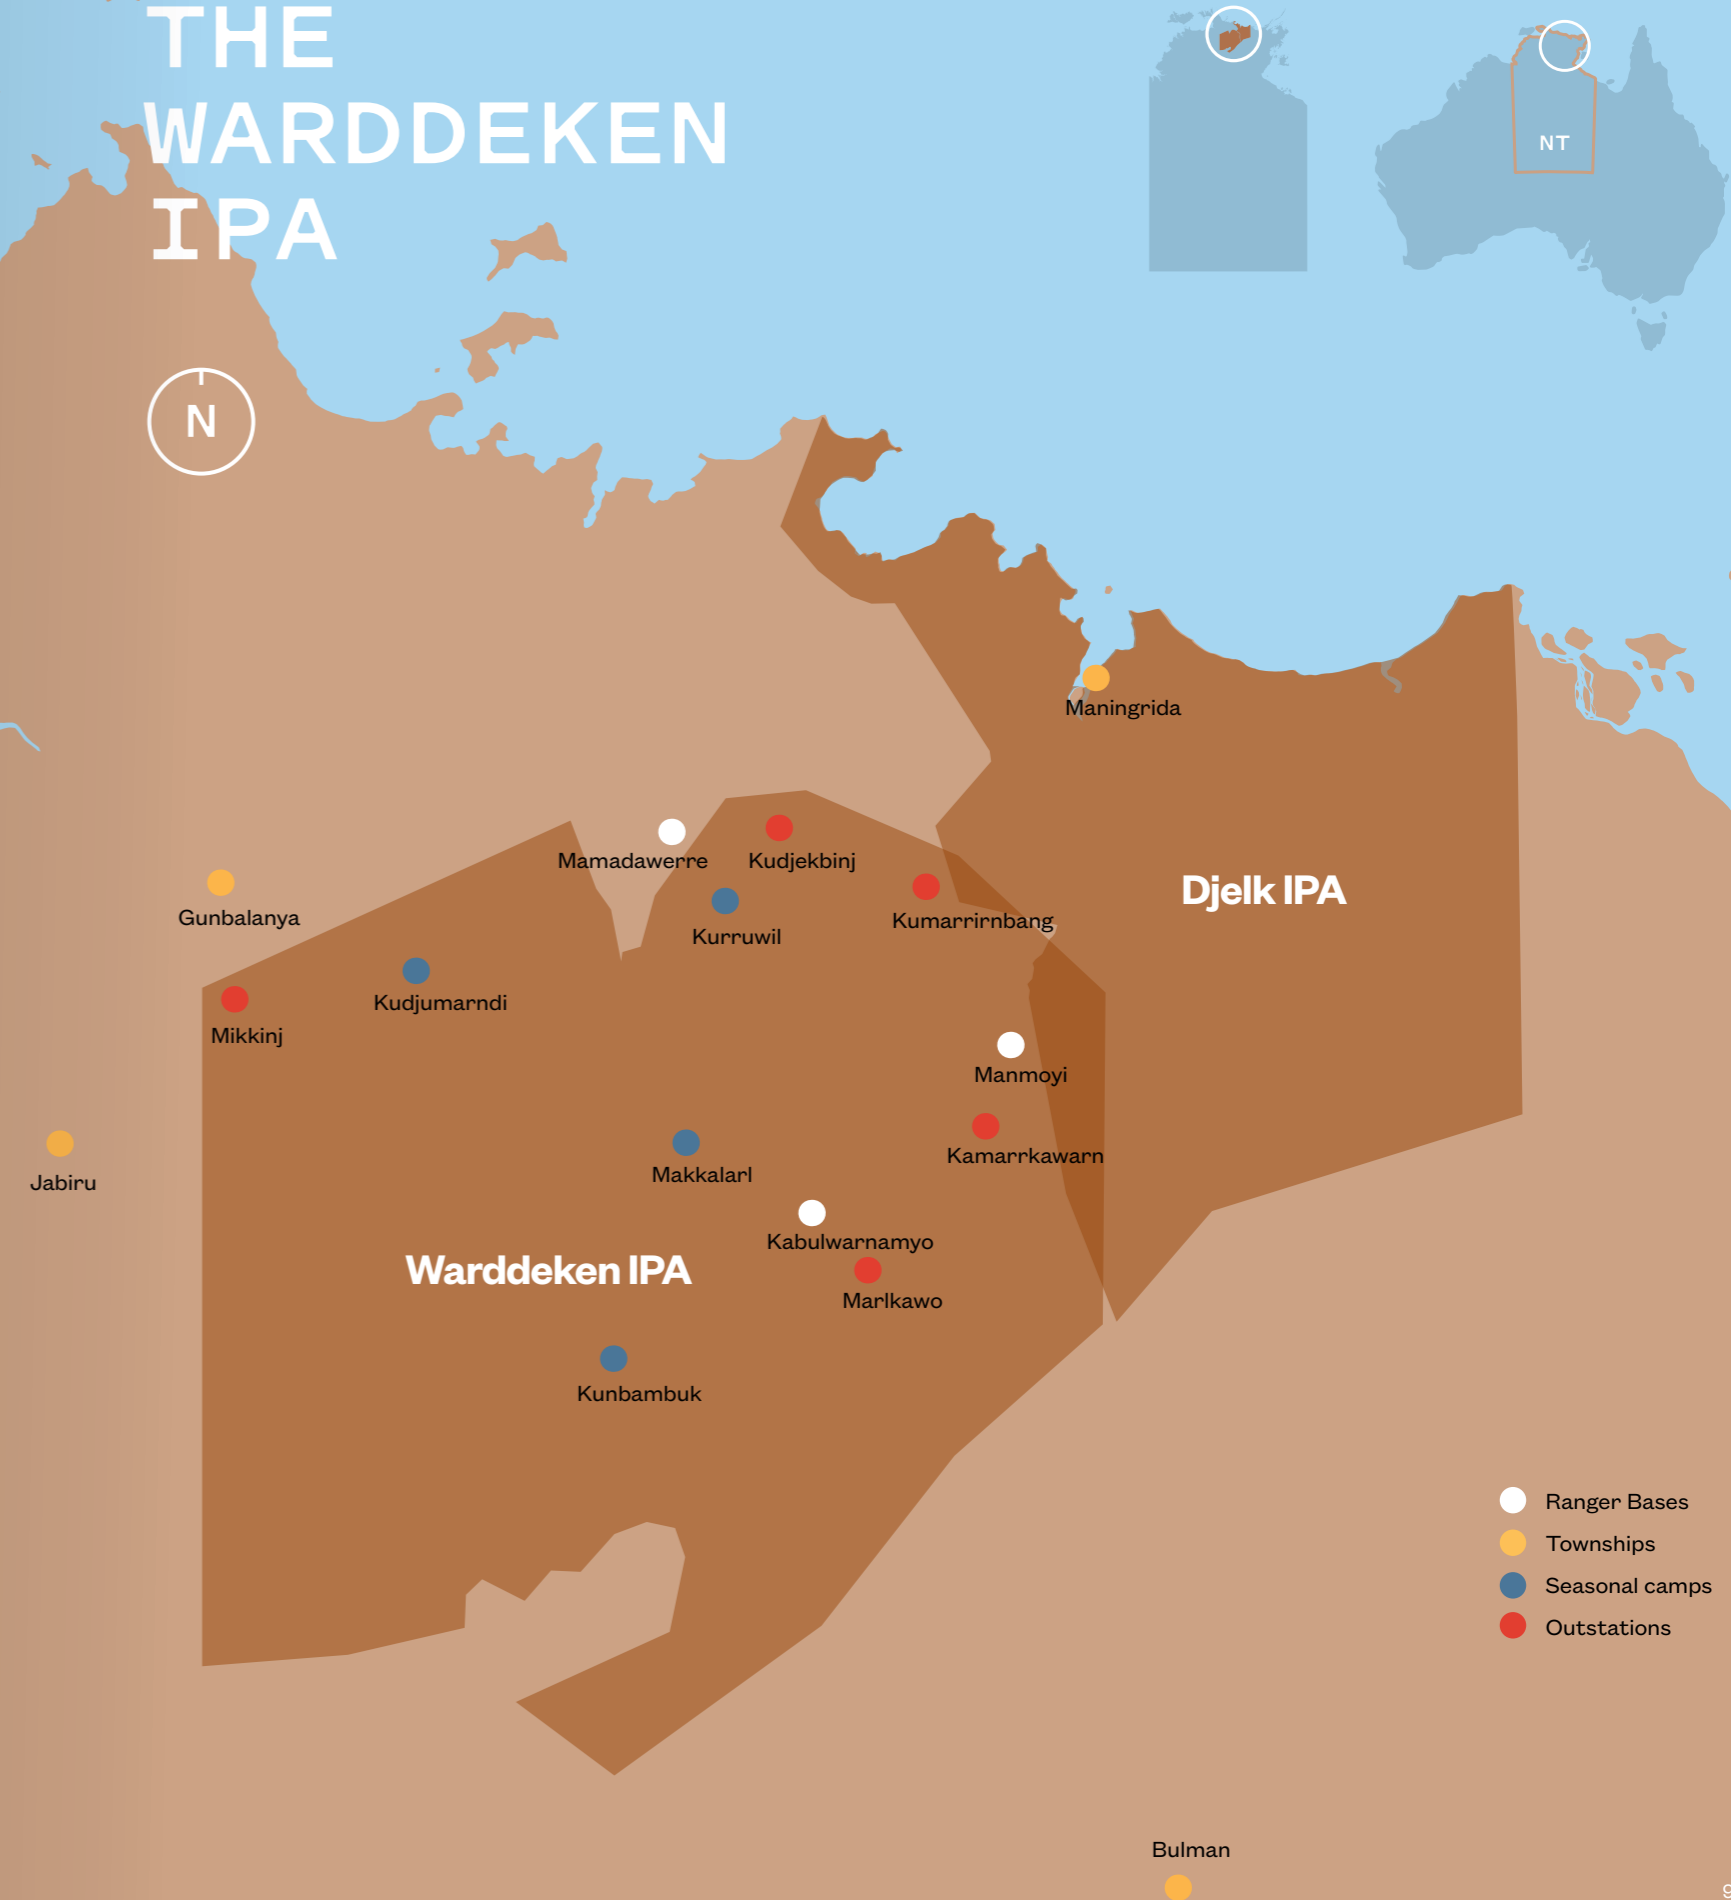 THE
WARDDEKEN
IPA
NT
N
Maningrida
Mamadawerre
Kudjekbinj
Djelk IPA
Gunbalanya
Kumarrirnbang
Kurruwil
Kudjumarndi
Mikkinj
Manmoyi
Kamarrkawarn
Makkalarl
Jabiru
Kabulwarnamyo
Warddeken IPA
Marlkawo
Kunbambuk
Ranger Bases
Townships
Seasonal camps
Outstations
Bulman